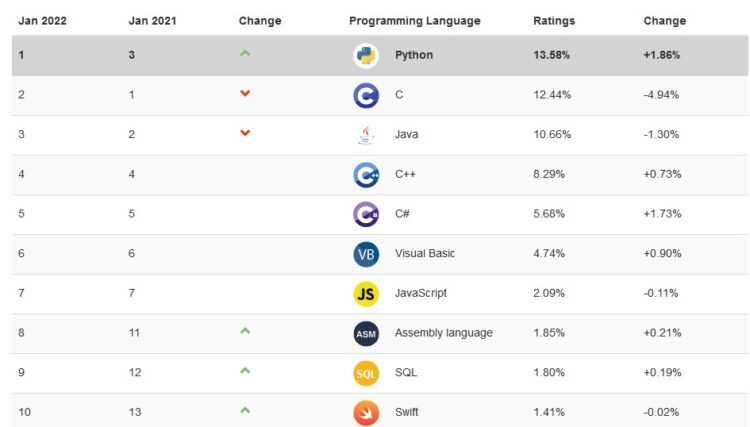 Jan 2022 Jan 2021 Change Programming Language Ratings Change
1 3 Python 13.58% +1.86%
2 1 C 12.44% -4.94%
3 2 Java 10.66% -1.30%
4 4 C++ 8.29% +0.73%
5 5 C# 5.68% +1.73%
6 6 VB Visual Basic 4.74% +0.90%
7 7 JS JavaScript 2.09% -0.11%
8 11 ASM Assembly language 1.85% +0.21%
9 12 SQL SQL 1.80% +0.19%
10 13 Swift 1.41% -0.02%